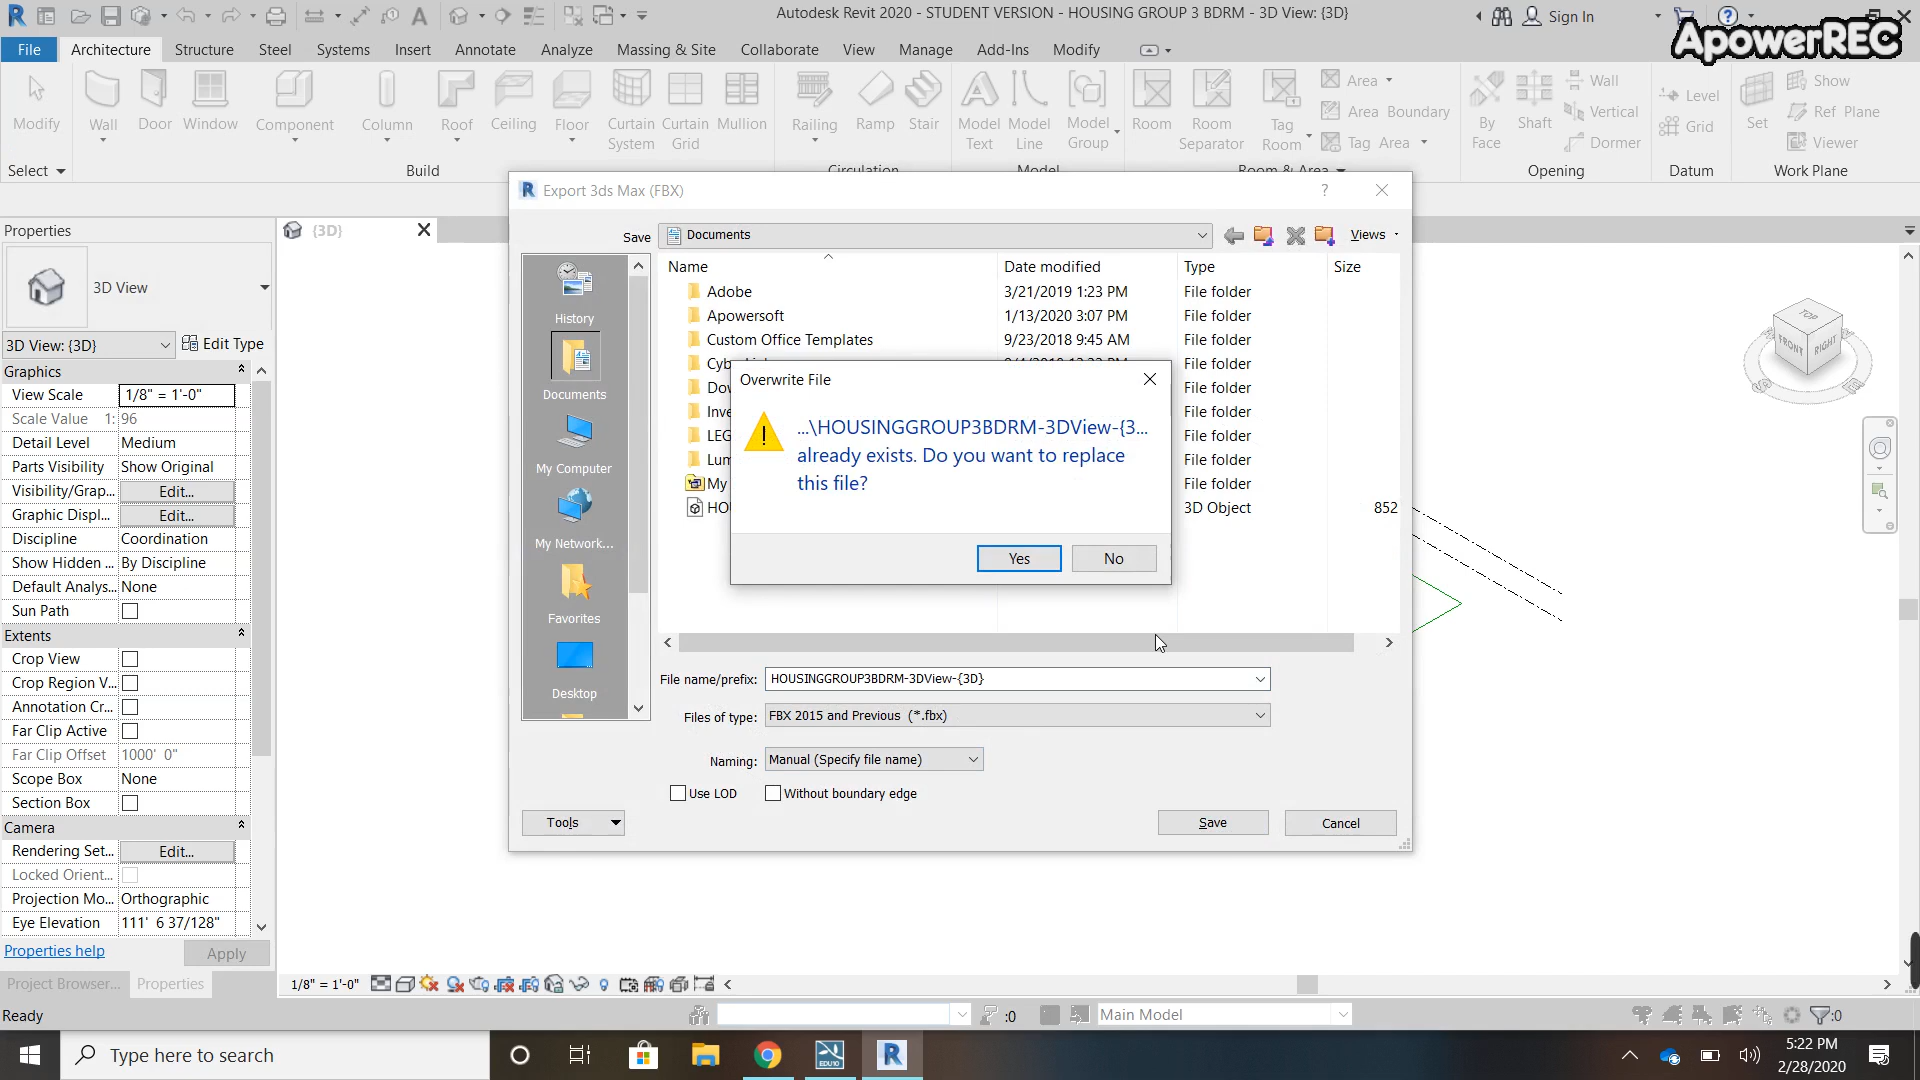 Autodesk Revit 2020 - STUDENT VERSION - HOUSING GROUP 3 BDRM - 3D View: {3D}
Sign In
ApowerREC
File Architecture Structure Steel Systems Insert Annotate Analyze Massing & Site Collaborate View Manage Add-Ins Modify
Modify Wall Door Window Component Column Roof Ceiling Floor Curtain System Curtain Grid Mullion Railing Ramp Stair Model Text Model Line Model Group Room Room Separator Tag Room
Area
Area Boundary
Tag Area
By Face Shaft Wall
Vertical
Dormer
Level
Grid
Set Show
Ref Plane
Viewer
Select Build Circulation Model Room & Area Opening Datum Work Plane
Properties
3D View
3D View: {3D} Edit Type
Graphics
View Scale 1/8" = 1'-0"
Scale Value 1: 96
Detail Level Medium
Parts Visibility Show Original
Visibility/Grap... Edit...
Graphic Displ... Edit...
Discipline Coordination
Show Hidden ... By Discipline
Default Analys... None
Sun Path
Extents
Crop View
Crop Region V...
Annotation Cr...
Far Clip Active
Far Clip Offset 1000' 0"
Scope Box None
Section Box
Camera
Rendering Set... Edit...
Locked Orient...
Projection Mo... Orthographic
Eye Elevation 111' 6 37/128"
Properties help Apply
Project Browser... Properties
{3D}
Export 3ds Max (FBX)
Save Documents Views
History
Documents
My Computer
My Network...
Favorites
Desktop
Name Date modified Type Size
Adobe 3/21/2019 1:23 PM File folder
Apowersoft 1/13/2020 3:07 PM File folder
Custom Office Templates 9/23/2018 9:45 AM File folder
File folder
File folder
File folder
File folder
File folder
My File folder
3D Object 852
Overwrite File
...\HOUSINGGROUP3BDRM-3DView-{3...
already exists. Do you want to replace
this file?
Yes No
File name/prefix: HOUSINGGROUP3BDRM-3DView-{3D}
Files of type: FBX 2015 and Previous (*.fbx)
Naming: Manual (Specify file name)
Use LOD Without boundary edge
Tools Save Cancel
TOP
FRONT RIGHT
S E
1/8" = 1'-0"
Ready :0 Main Model :0
Type here to search
EDU10
5:22 PM
2/28/2020